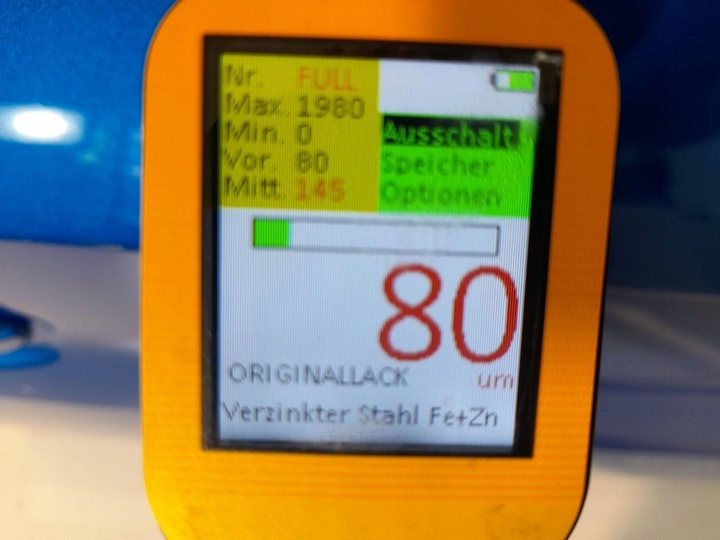 Nr. FULL
Max. 1980
Min. 0
Vor. 80
Mitt. 145
Ausschalt.
Speicher
Optionen
80
um
ORIGINALLACK
Verzinkter Stahl Fe+Zn